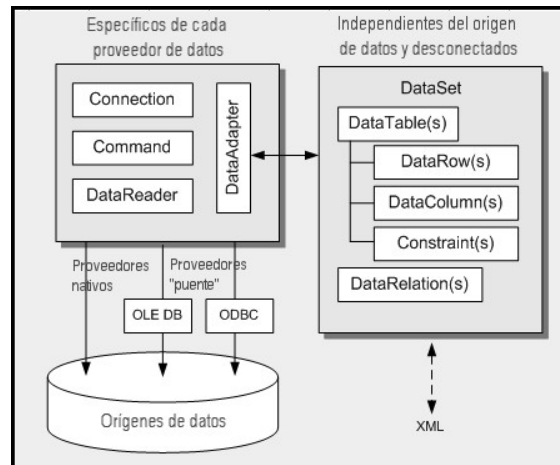 Específicos de cada
proveedor de datos
Connection
Command
DataReader
DataAdapter
Proveedores
nativos
Proveedores
"puente"
OLE DB
ODBC
Orígenes de datos
Independientes del origen
de datos y desconectados
DataSet
DataTable(s)
DataRow(s)
DataColumn(s)
Constraint(s)
DataRelation(s)
XML